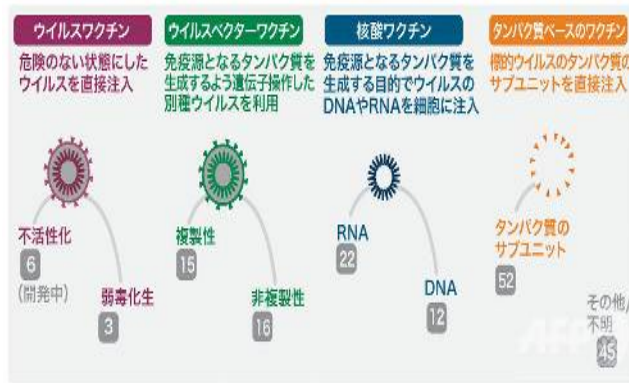 ウイルスワクチン
危険のない状態にした
ウイルスを直接注入
不活性化
6
(開発中)
弱毒化生
3
ウイルスベクターワクチン
免疫源となるタンパク質を
生成するよう遺伝子操作した
別種ウイルスを利用
複製性
15
非複製性
16
核酸ワクチン
免疫源となるタンパク質を
生成する目的でウイルスの
DNAやRNAを細胞に注入
RNA
22
DNA
12
タンパク質ベースのワクチン
標的ウイルスのタンパク質の
サブユニットを直接注入
タンパク質の
サブユニット
52
その他/
不明
45
AFP